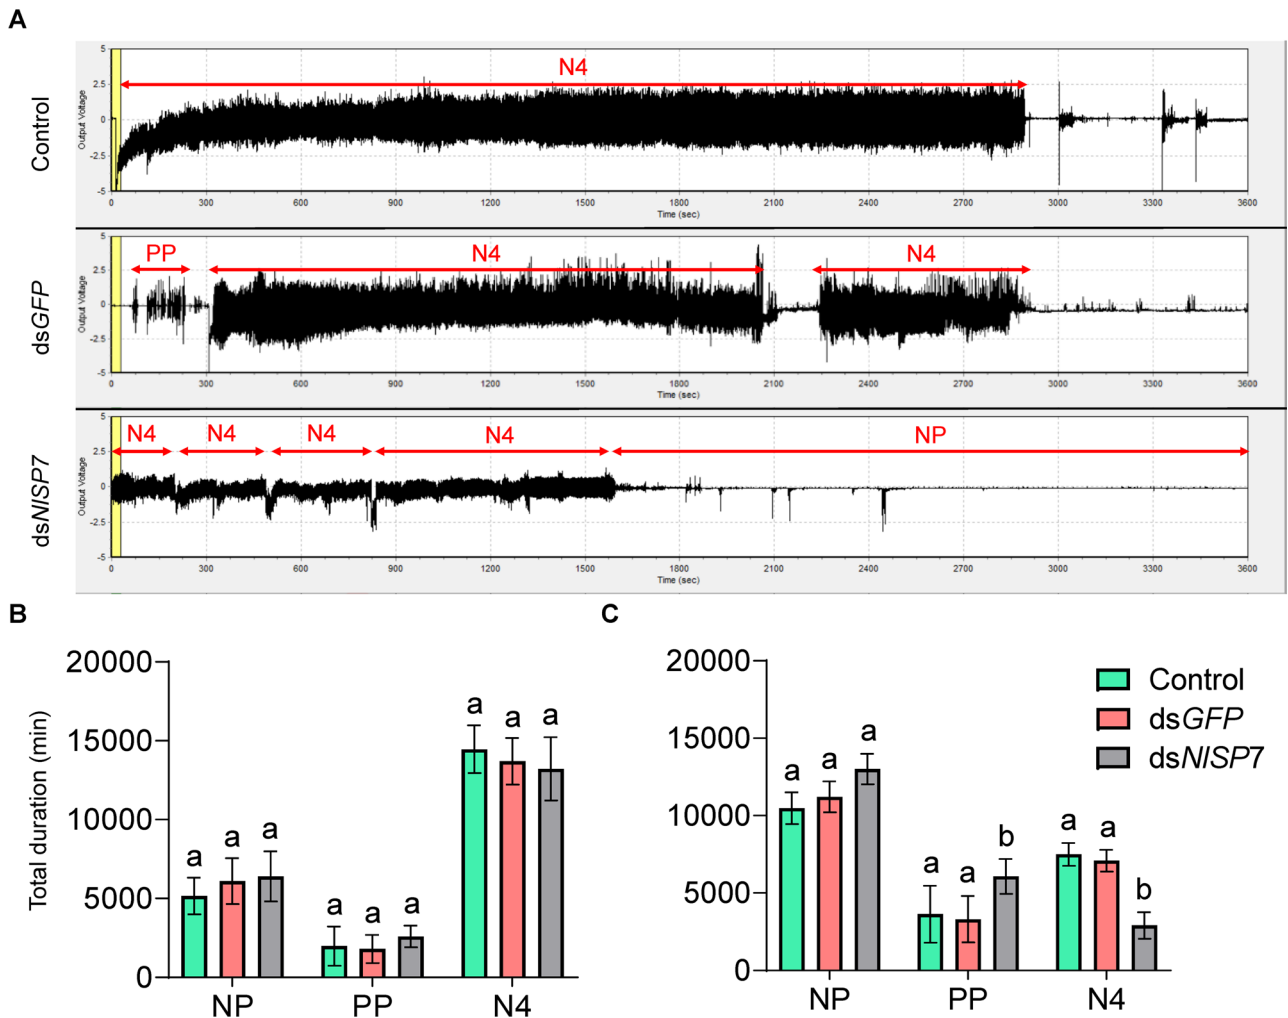 A
Control
N4
5
2.5
0
-2.5
-5
Output Voltage
0 300 600 900 1200 1500 1800 2100 2400 2700 3000 3300 3600
Time (sec)
dsGFP
PP N4 N4
5
2.5
0
-2.5
-5
Output Voltage
0 300 600 900 1200 1500 1800 2100 2400 2700 3000 3300 3600
Time (sec)
dsNlSP7
N4 N4 N4 N4 NP
5
2.5
0
-2.5
-5
Output Voltage
0 300 600 900 1200 1500 1800 2100 2400 2700 3000 3300 3600
Time (sec)
B
Total duration (min)
20000
15000
10000
5000
0
a a a a a a a a a
NP PP N4
C
20000
15000
10000
5000
0
a a a a a b a a b
NP PP N4
Control
dsGFP
dsNlSP7